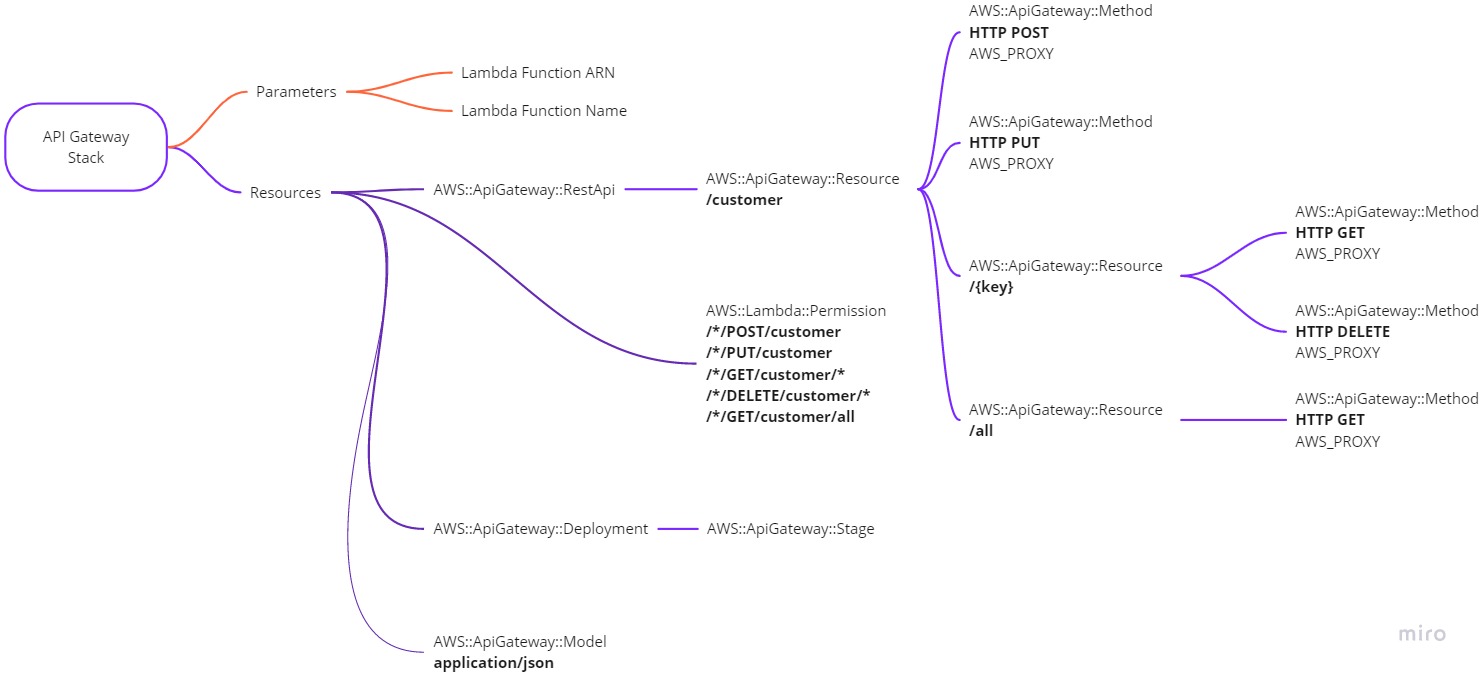 API Gateway
Stack
Parameters
Lambda Function ARN
Lambda Function Name
Resources
AWS::ApiGateway::RestApi
AWS::ApiGateway::Resource
/customer
AWS::ApiGateway::Method
HTTP POST
AWS_PROXY
AWS::ApiGateway::Method
HTTP PUT
AWS_PROXY
AWS::ApiGateway::Resource
/{key}
AWS::ApiGateway::Method
HTTP GET
AWS_PROXY
AWS::ApiGateway::Method
HTTP DELETE
AWS_PROXY
AWS::ApiGateway::Resource
/all
AWS::ApiGateway::Method
HTTP GET
AWS_PROXY
AWS::Lambda::Permission
/*/POST/customer
/*/PUT/customer
/*/GET/customer/*
/*/DELETE/customer/*
/*/GET/customer/all
AWS::ApiGateway::Deployment
AWS::ApiGateway::Stage
AWS::ApiGateway::Model
application/json
miro